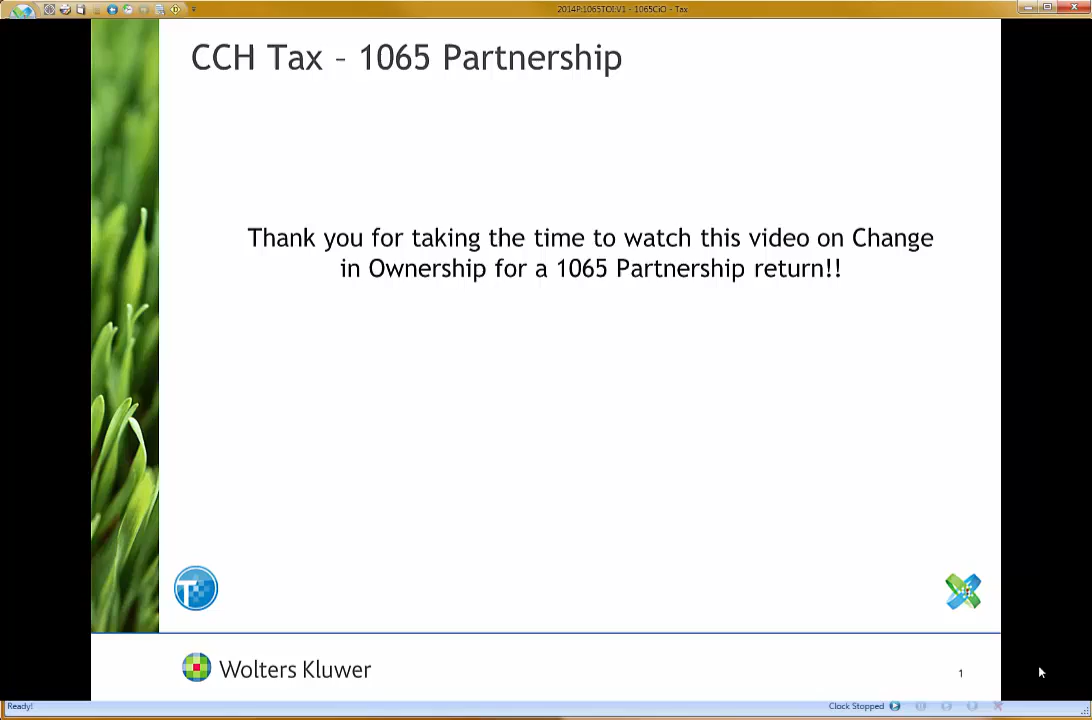 2014P:1065TOI:V1 - 1065CiO - Tax
CCH Tax – 1065 Partnership
Thank you for taking the time to watch this video on Change
in Ownership for a 1065 Partnership return!!
T
Wolters Kluwer
1
Ready!
Clock Stopped